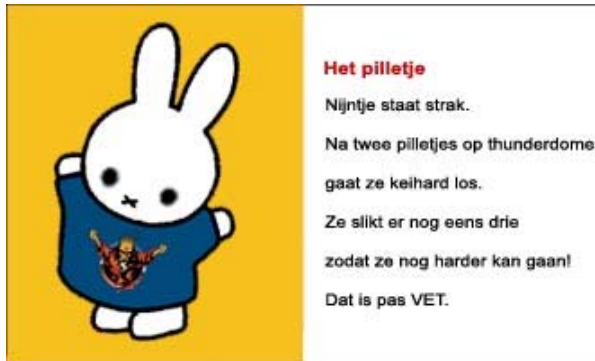 Het pilletje
Nijntje staat strak.
Na twee pilletjes op thunderdome
gaat ze keihard los.
Ze slikt er nog eens drie
zodat ze nog harder kan gaan!
Dat is pas VET.